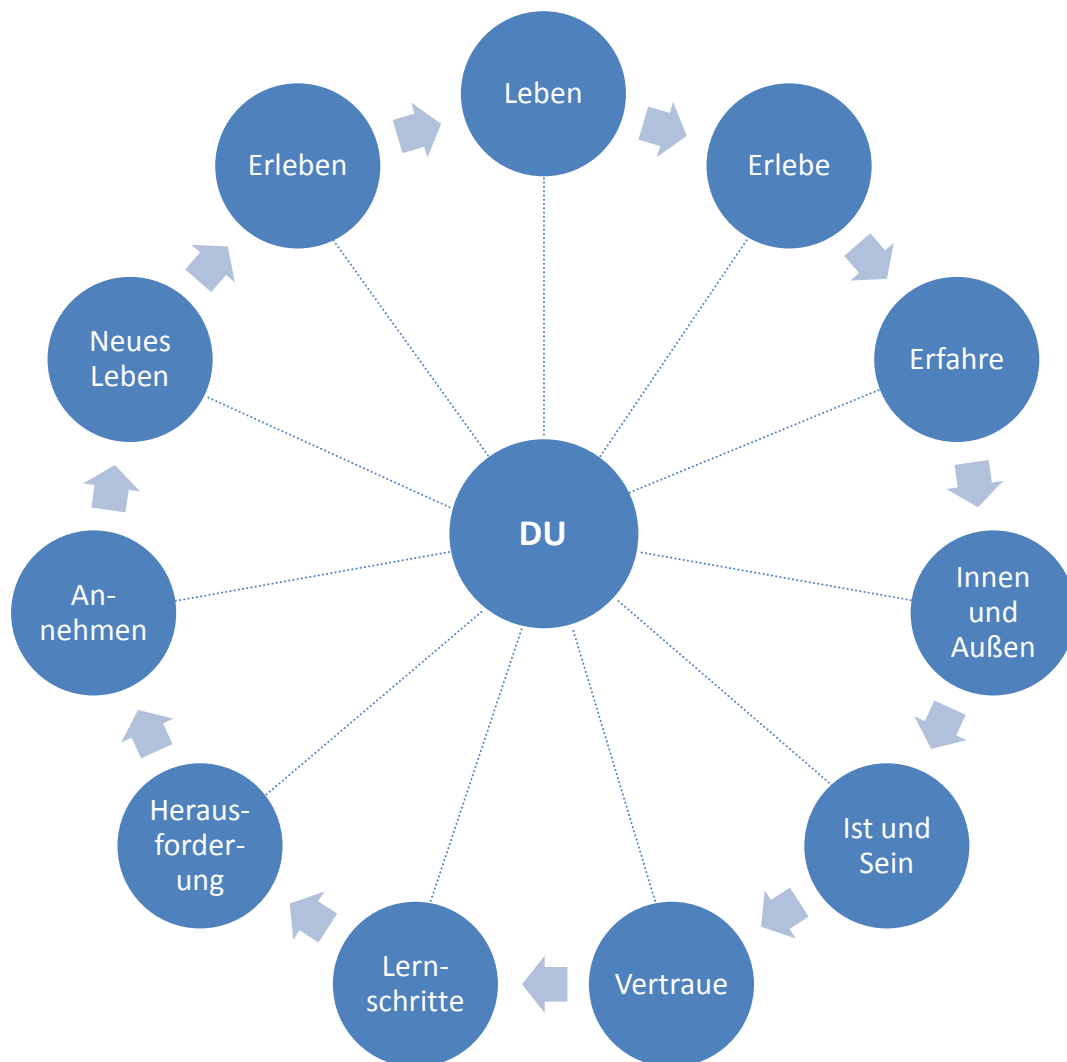 Leben
Erlebe
Erfahre
Innen
und
Außen
Ist und
Sein
Vertraue
Lern-
schritte
Heraus-
forder-
ung
An-
nehmen
Neues
Leben
Erleben
DU